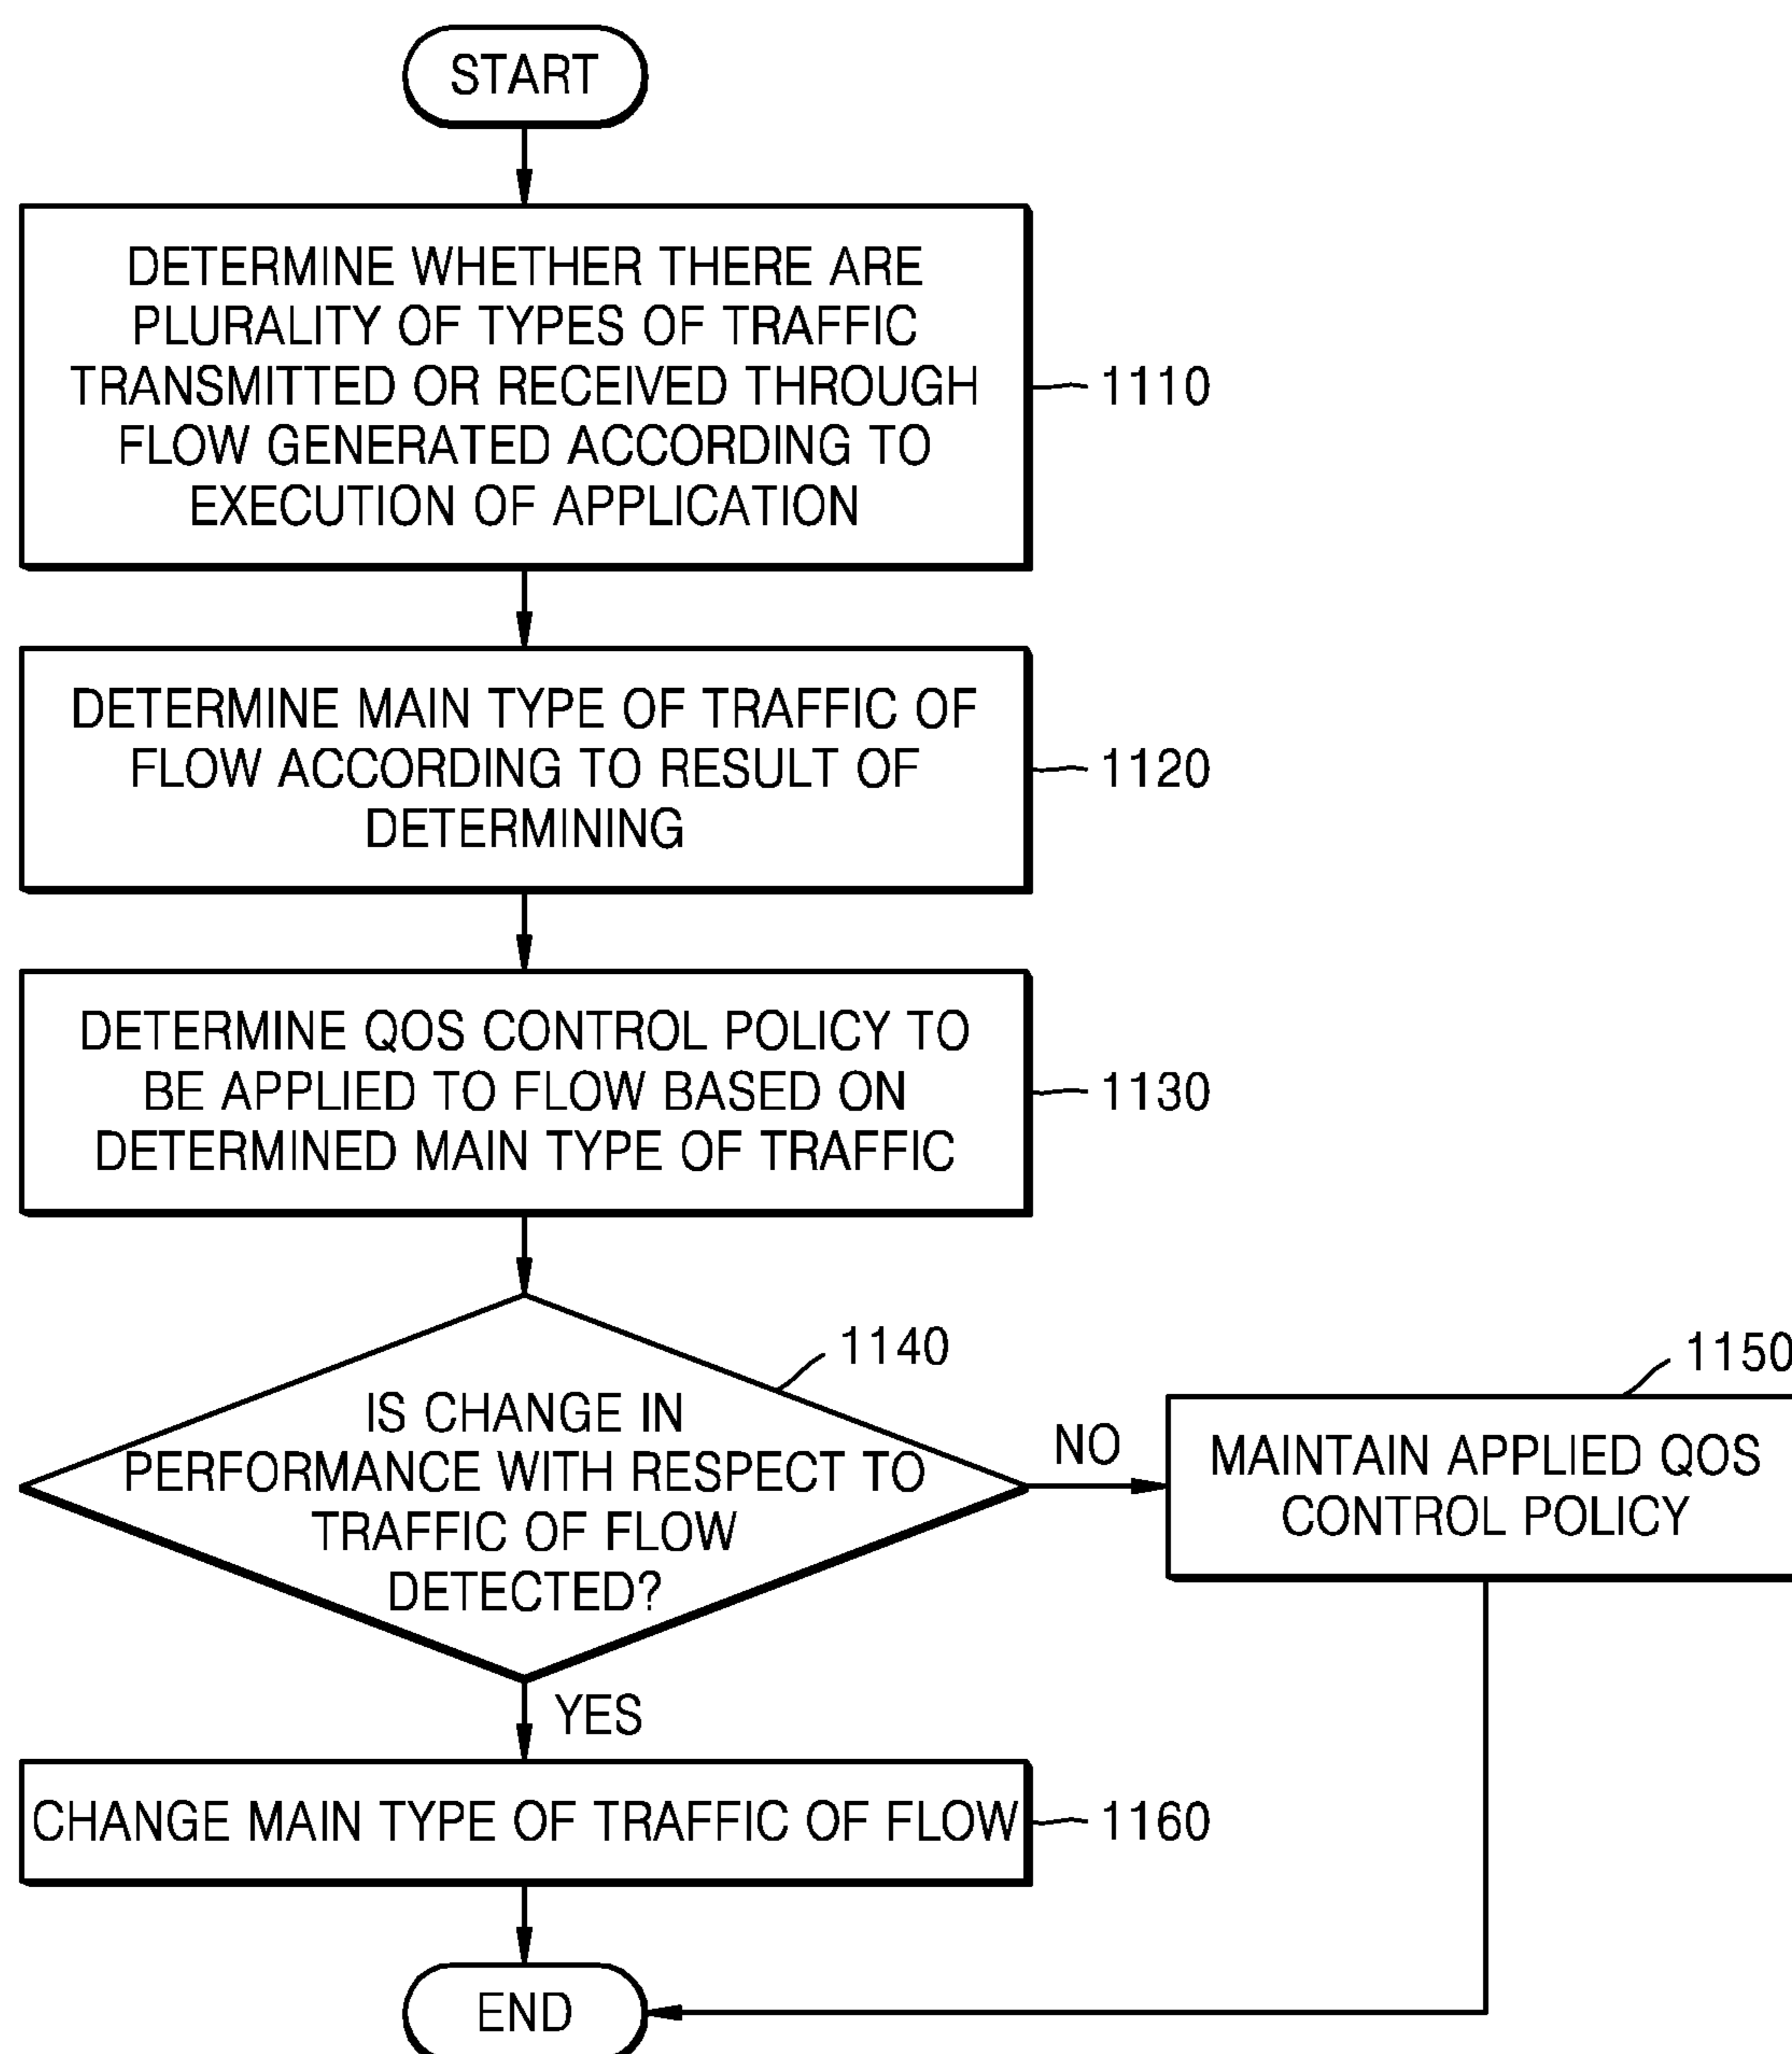 START
DETERMINE WHETHER THERE ARE
PLURALITY OF TYPES OF TRAFFIC
TRANSMITTED OR RECEIVED THROUGH
FLOW GENERATED ACCORDING TO
EXECUTION OF APPLICATION
1110
DETERMINE MAIN TYPE OF TRAFFIC OF
FLOW ACCORDING TO RESULT OF
DETERMINING
1120
DETERMINE QOS CONTROL POLICY TO
BE APPLIED TO FLOW BASED ON
DETERMINED MAIN TYPE OF TRAFFIC
1130
1140
IS CHANGE IN
PERFORMANCE WITH RESPECT TO
TRAFFIC OF FLOW
DETECTED?
NO
1150
MAINTAIN APPLIED QOS
CONTROL POLICY
YES
CHANGE MAIN TYPE OF TRAFFIC OF FLOW
1160
END